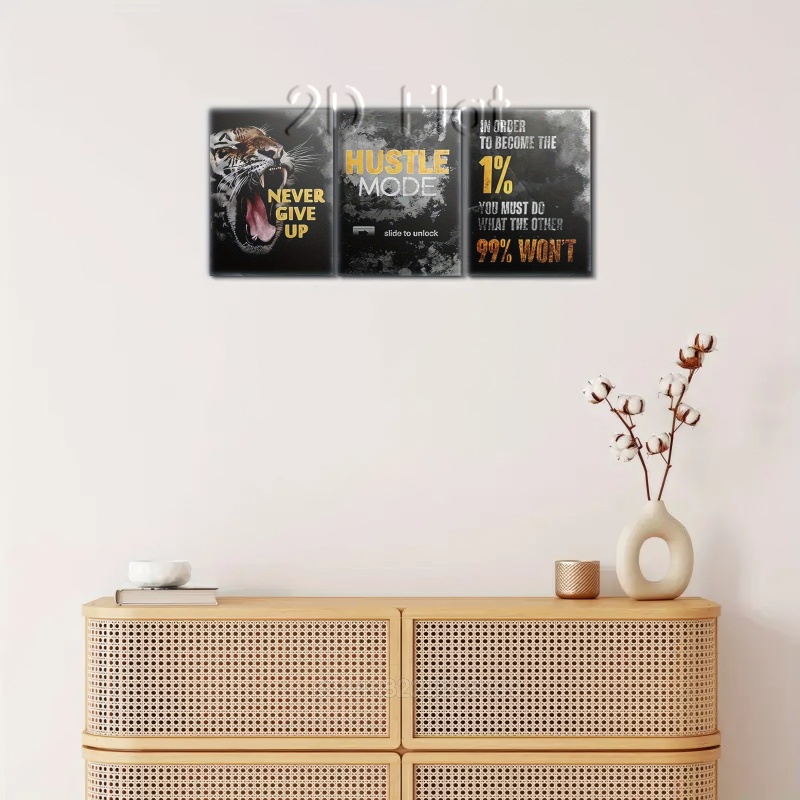 2D Flat
NEVER
GIVE
UP
HUSTLE
MODE
slide to unlock
IN ORDER
TO BECOME THE
1%
YOU MUST DO
WHAT THE OTHER
99% WON'T